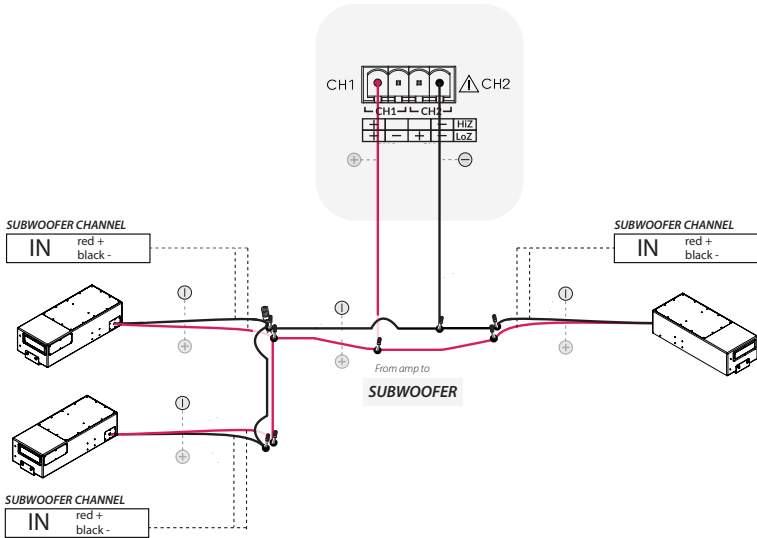 CH1
CH2
CH1
CH2
+ − HiZ
+ − + − LoZ
+ −
SUBWOOFER CHANNEL
IN
red +
black -
SUBWOOFER CHANNEL
IN
red +
black -
−
−
−
+
+
+
From amp to
SUBWOOFER
−
+
SUBWOOFER CHANNEL
IN
red +
black -